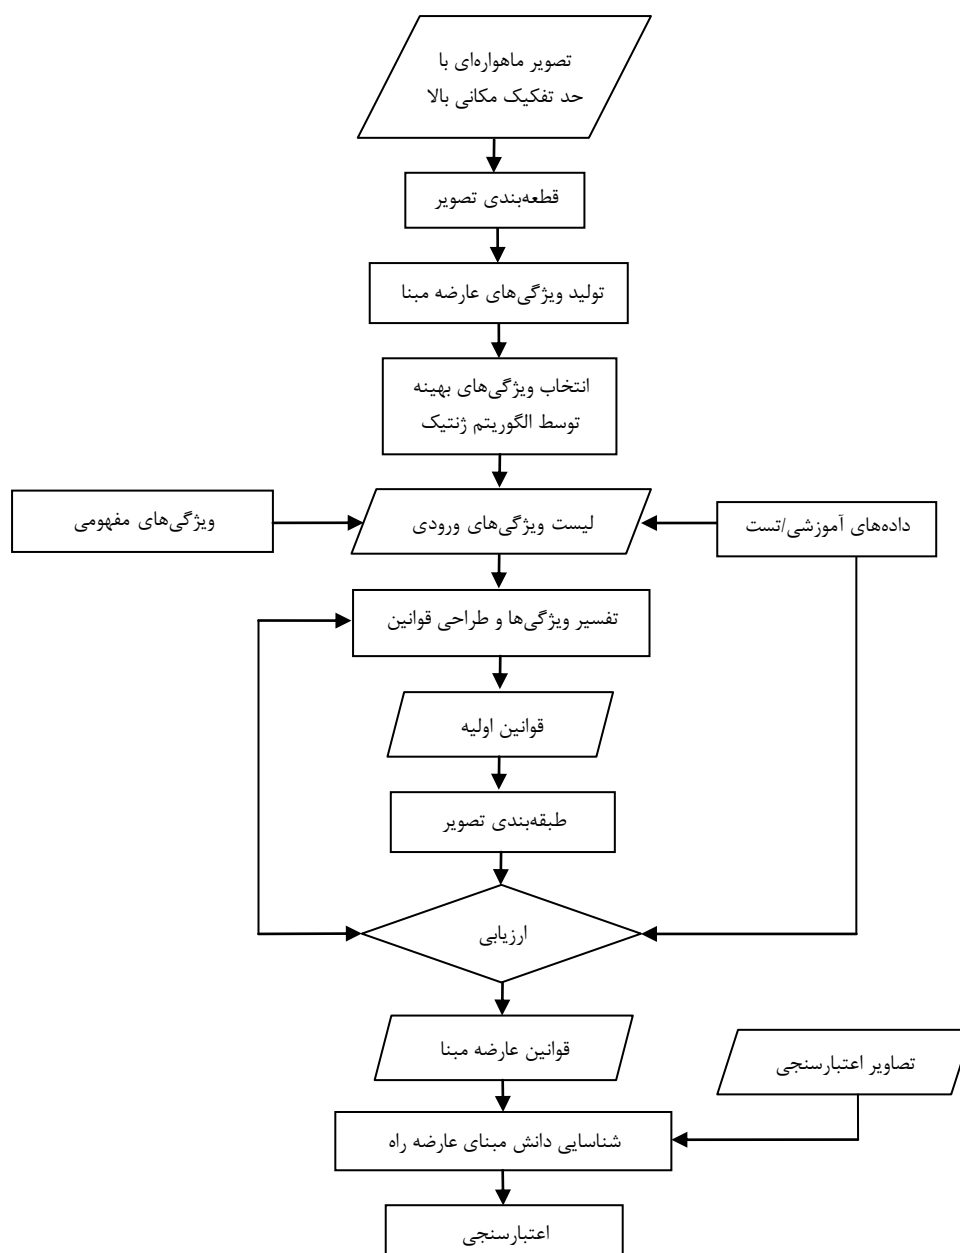 تصویر ماهواره‌ای با
حد تفکیک مکانی بالا
قطعه‌بندی تصویر
تولید ویژگی‌های عارضه مبنا
انتخاب ویژگی‌های بهینه
توسط الگوریتم ژنتیک
داده‌های آموزشی/تست
لیست ویژگی‌های ورودی
ویژگی‌های مفهومی
تفسیر ویژگی‌ها و طراحی قوانین
قوانین اولیه
طبقه‌بندی تصویر
ارزیابی
قوانین عارضه مبنا
تصاویر اعتبارسنجی
شناسایی دانش مبنای عارضه راه
اعتبارسنجی